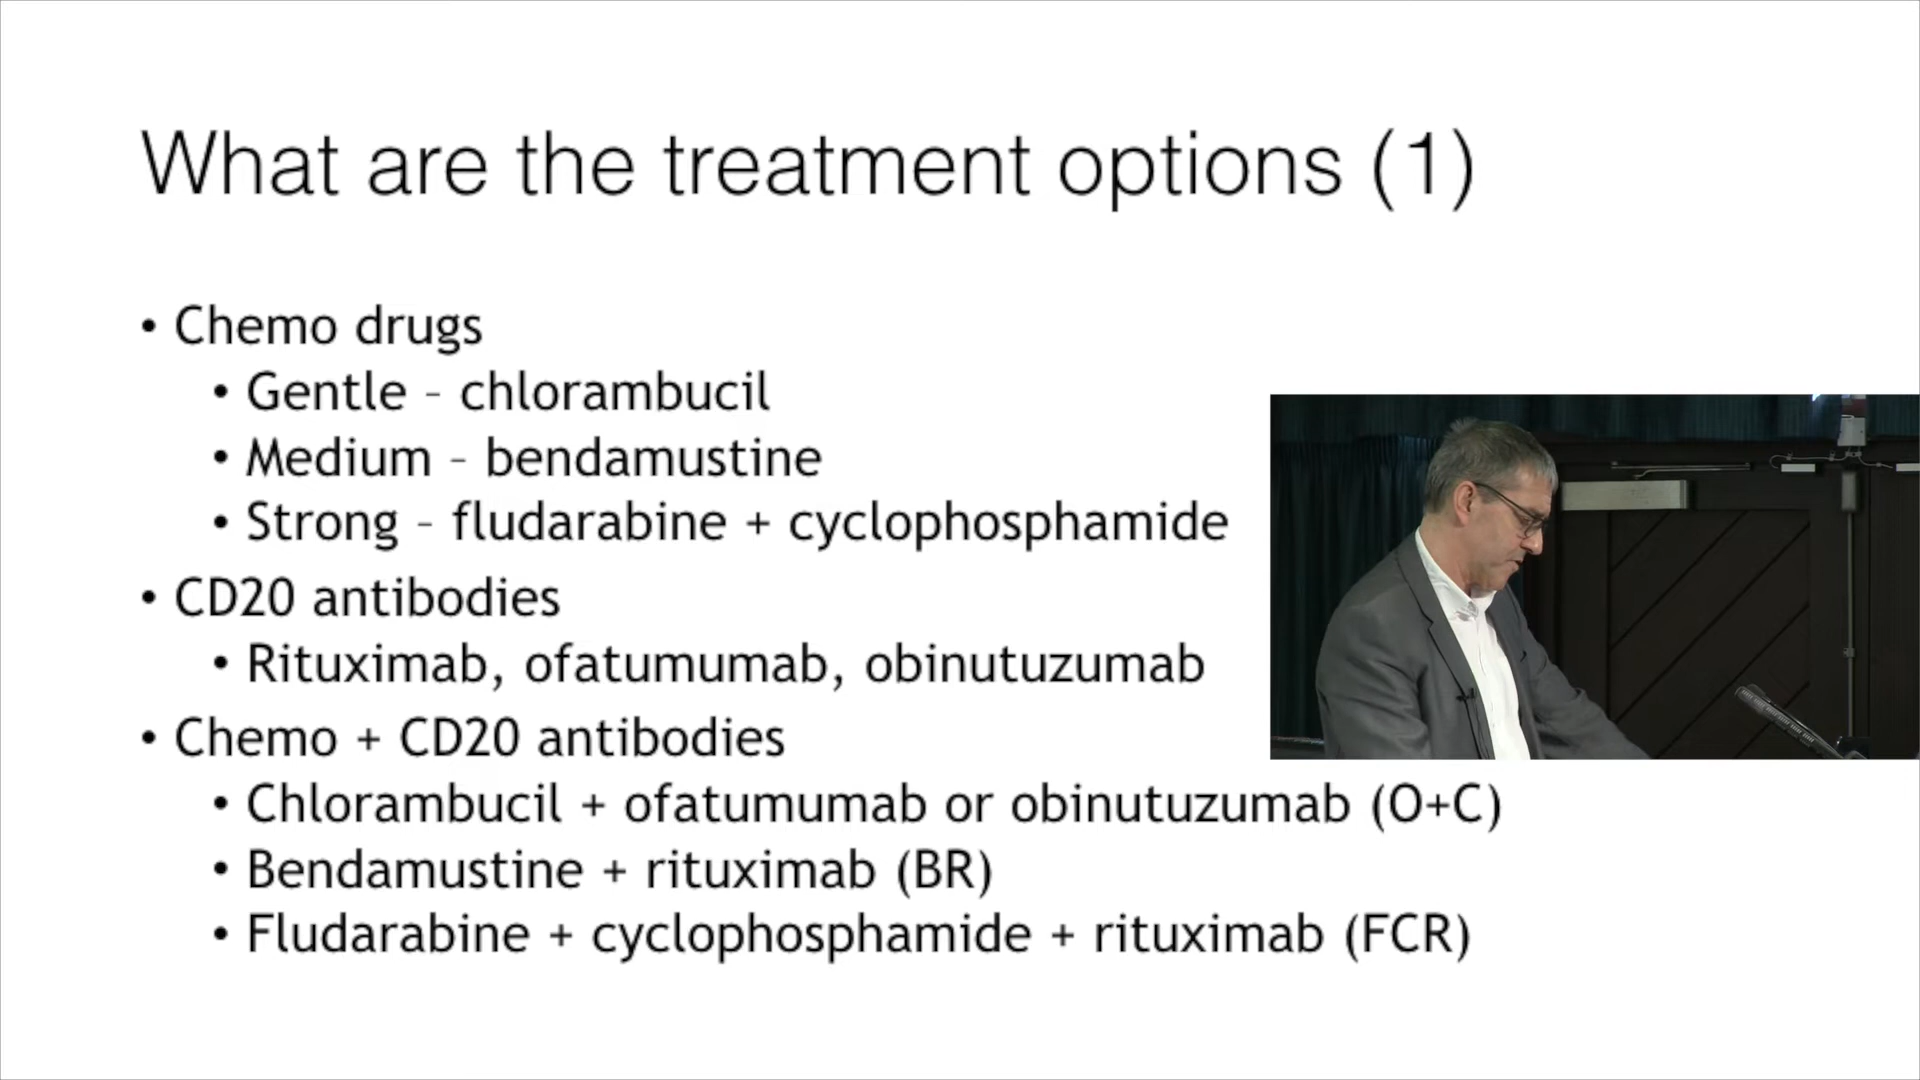 What are the treatment options (1)
• Chemo drugs
• Gentle – chlorambucil
• Medium – bendamustine
• Strong – fludarabine + cyclophosphamide
• CD20 antibodies
• Rituximab, ofatumumab, obinutuzumab
• Chemo + CD20 antibodies
• Chlorambucil + ofatumumab or obinutuzumab (O+C)
• Bendamustine + rituximab (BR)
• Fludarabine + cyclophosphamide + rituximab (FCR)